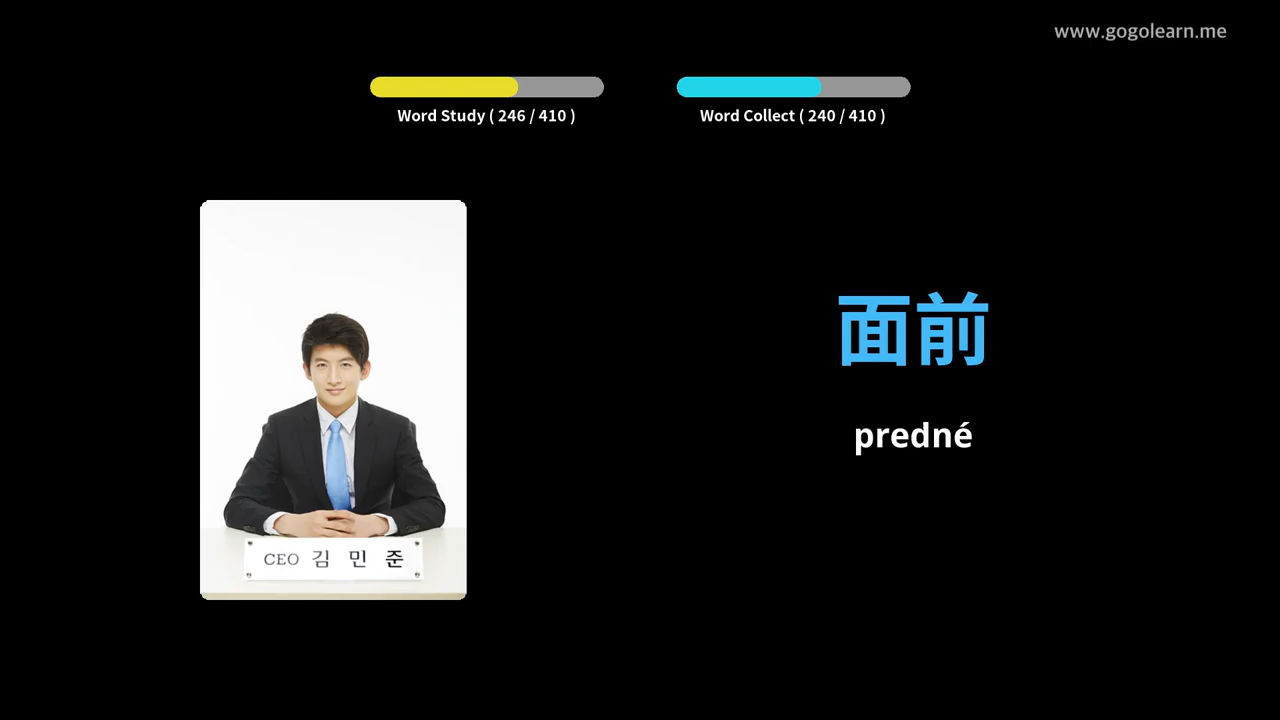 www.gogolearn.me
Word Study ( 246 / 410 )
Word Collect ( 240 / 410 )
面前
predné
CEO 김 민 준